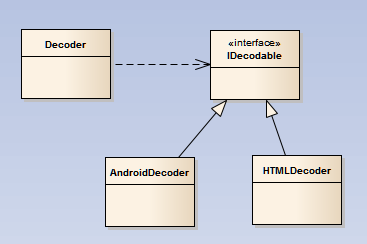 Decoder
«interface»
IDecodable
AndroidDecoder
HTMLDecoder